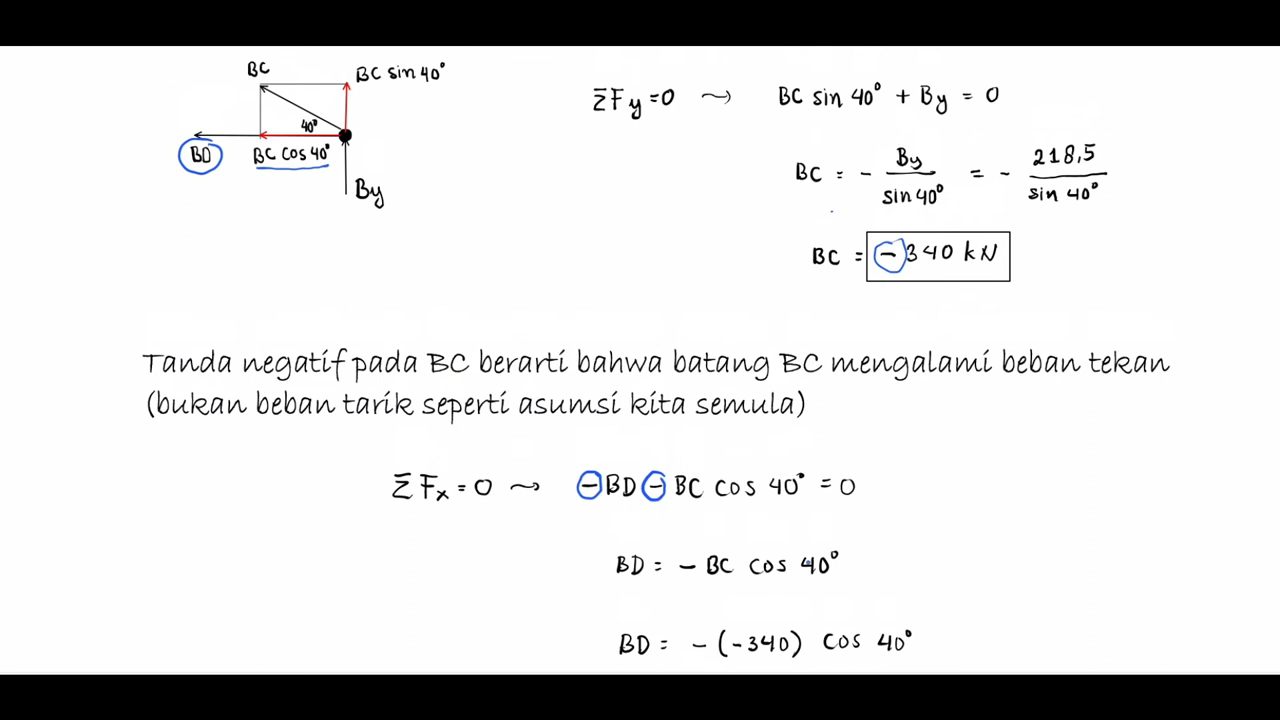 BC
BC sin 40°
40°
BD
BC cos 40°
By
ΣFy = 0 ⤳ BC sin 40° + By = 0
BC = - By / sin 40° = - 218,5 / sin 40°
BC = -340 kN
Tanda negatif pada BC berarti bahwa batang BC mengalami beban tekan
(bukan beban tarik seperti asumsi kita semula)
ΣFx = 0 ⤳ -BD - BC cos 40° = 0
BD = - BC cos 40°
BD = - (-340) cos 40°